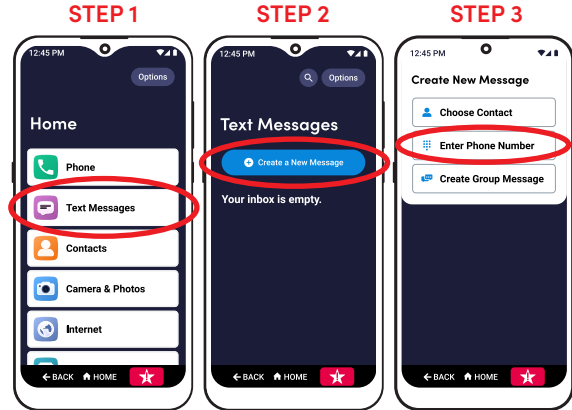 STEP 1
STEP 2
STEP 3
12:45 PM
Options
Home
Phone
Text Messages
Contacts
Camera & Photos
Internet
BACK
HOME
12:45 PM
Options
Text Messages
Create a New Message
Your inbox is empty.
BACK
HOME
12:45 PM
Create New Message
Choose Contact
Enter Phone Number
Create Group Message
BACK
HOME